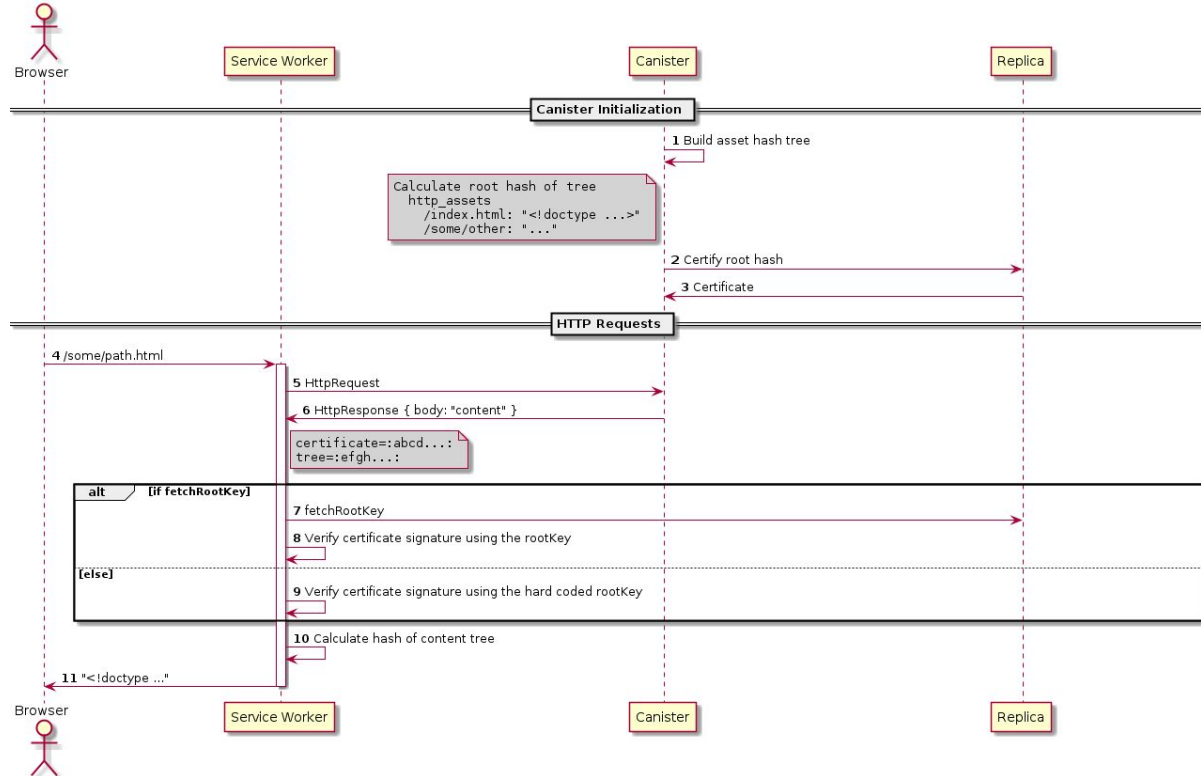 Browser
Service Worker
Canister
Replica
Canister Initialization
1 Build asset hash tree
Calculate root hash of tree
http_assets
/index.html: "<!doctype ...>"
/some/other: "..."
2 Certify root hash
3 Certificate
HTTP Requests
4 /some/path.html
5 HttpRequest
6 HttpResponse { body: "content" }
certificate=:abcd...:
tree=:efgh...:
alt [if fetchRootKey]
7 fetchRootKey
8 Verify certificate signature using the rootKey
[else]
9 Verify certificate signature using the hard coded rootKey
10 Calculate hash of content tree
11 "<!doctype ..."
Browser
Service Worker
Canister
Replica